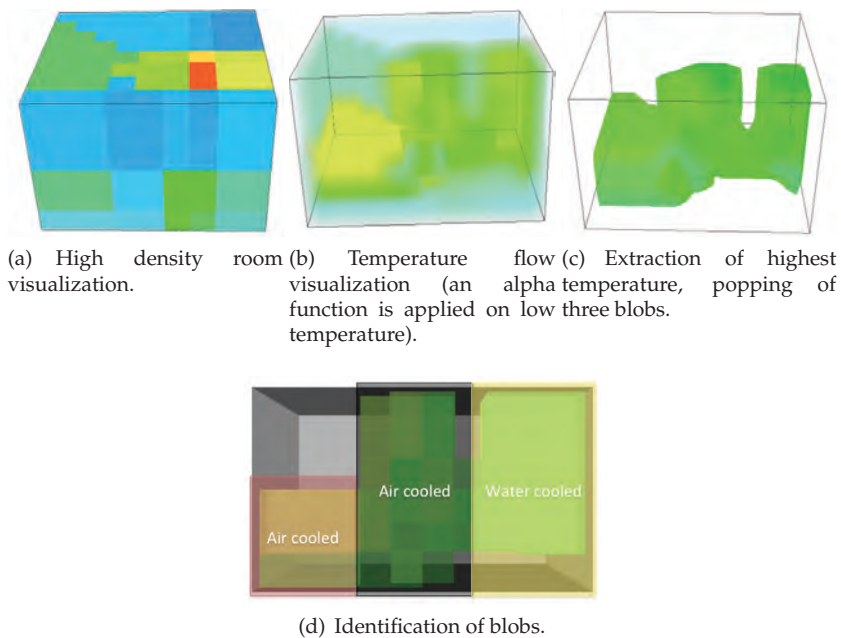 (a) High density room visualization.
(b) Temperature flow visualization (an alpha function is applied on low temperature).
(c) Extraction of highest temperature, popping of three blobs.
Air cooled
Water cooled
Air cooled
(d) Identification of blobs.